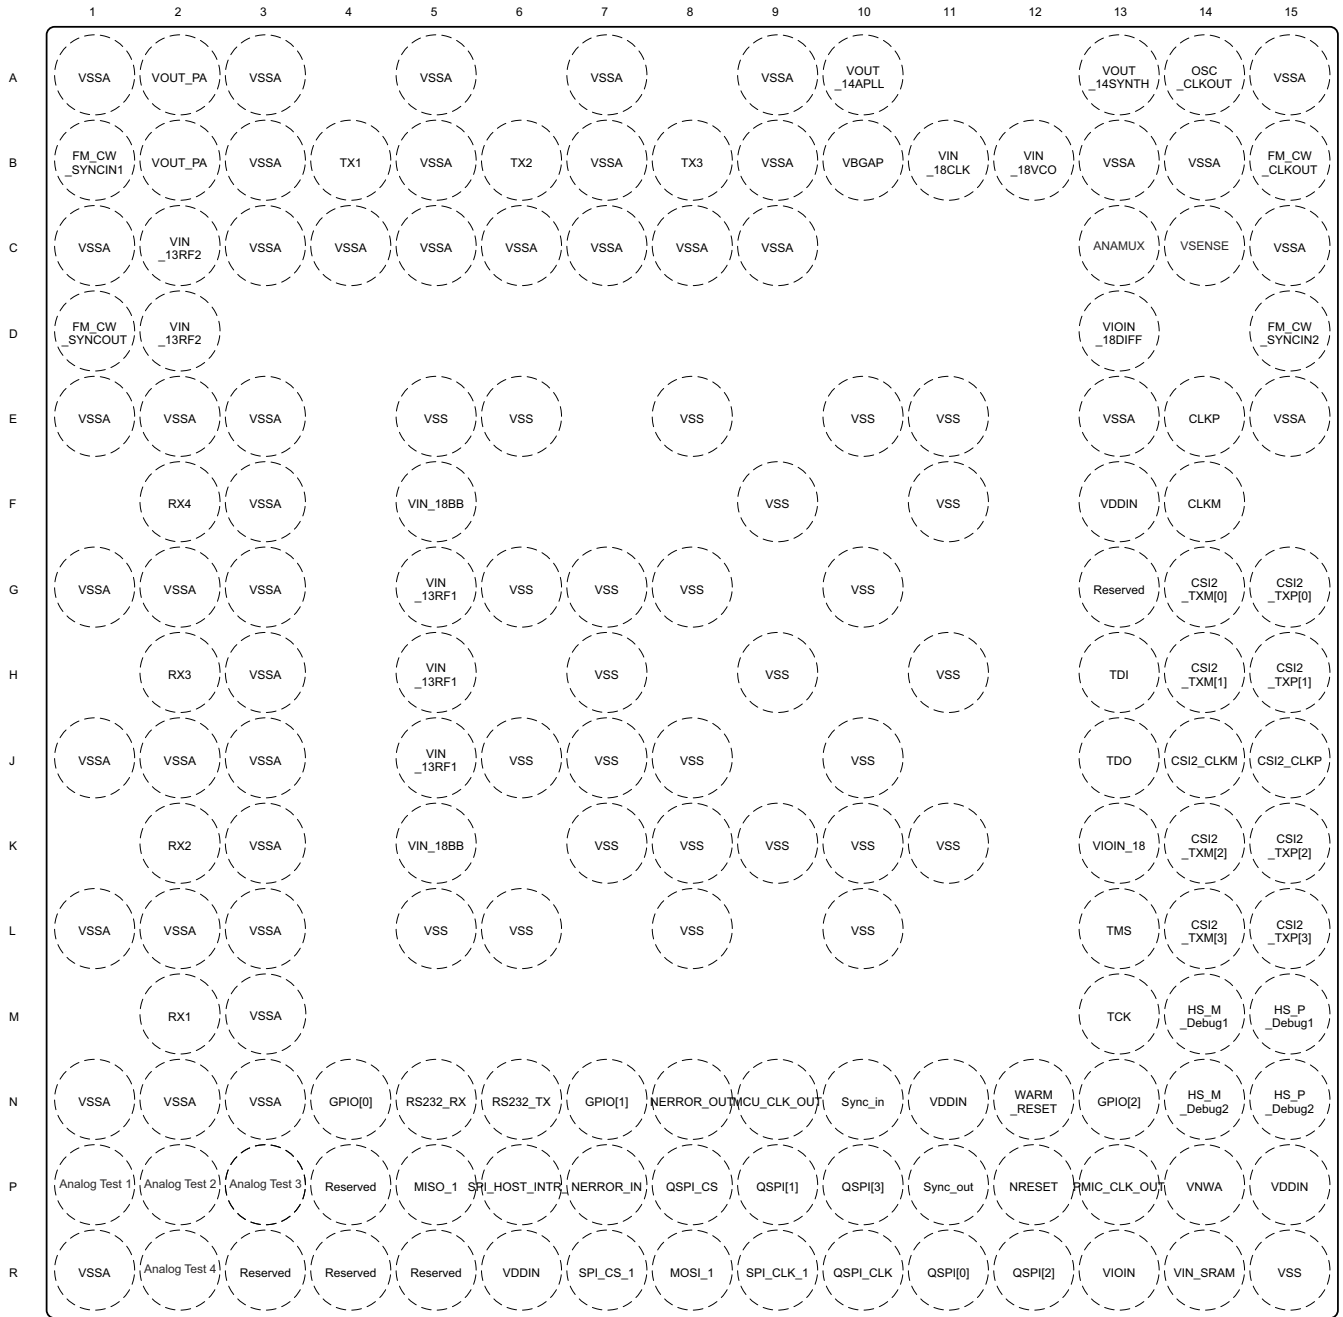 1 2 3 4 5 6 7 8 9 10 11 12 13 14 15
A VSSA VOUT_PA VSSA VSSA VSSA VSSA VOUT _14APLL VOUT _14SYNTH OSC _CLKOUT VSSA
B FM_CW _SYNCIN1 VOUT_PA VSSA TX1 VSSA TX2 VSSA TX3 VSSA VBGAP VIN _18CLK VIN _18VCO VSSA VSSA FM_CW _CLKOUT
C VSSA VIN _13RF2 VSSA VSSA VSSA VSSA VSSA VSSA VSSA ANAMUX VSENSE VSSA
D FM_CW _SYNCOUT VIN _13RF2 VIOIN _18DIFF FM_CW _SYNCIN2
E VSSA VSSA VSSA VSS VSS VSS VSS VSS VSSA CLKP VSSA
F RX4 VSSA VIN_18BB VSS VSS VDDIN CLKM
G VSSA VSSA VSSA VIN _13RF1 VSS VSS VSS VSS Reserved CSI2 _TXM[0] CSI2 _TXP[0]
H RX3 VSSA VIN _13RF1 VSS VSS VSS TDI CSI2 _TXM[1] CSI2 _TXP[1]
J VSSA VSSA VSSA VIN _13RF1 VSS VSS VSS VSS TDO CSI2_CLKM CSI2_CLKP
K RX2 VSSA VIN_18BB VSS VSS VSS VSS VSS VIOIN_18 CSI2 _TXM[2] CSI2 _TXP[2]
L VSSA VSSA VSSA VSS VSS VSS VSS TMS CSI2 _TXM[3] CSI2 _TXP[3]
M RX1 VSSA TCK HS_M _Debug1 HS_P _Debug1
N VSSA VSSA VSSA GPIO[0] RS232_RX RS232_TX GPIO[1] NERROR_OUT MCU_CLK_OUT Sync_in VDDIN WARM _RESET GPIO[2] HS_M _Debug2 HS_P _Debug2
P Analog Test 1 Analog Test 2 Analog Test 3 Reserved MISO_1 SPI_HOST_INTR_ NERROR_IN QSPI_CS QSPI[1] QSPI[3] Sync_out NRESET PMIC_CLK_OUT VNWA VDDIN
R VSSA Analog Test 4 Reserved Reserved Reserved VDDIN SPI_CS_1 MOSI_1 SPI_CLK_1 QSPI_CLK QSPI[0] QSPI[2] VIOIN VIN_SRAM VSS